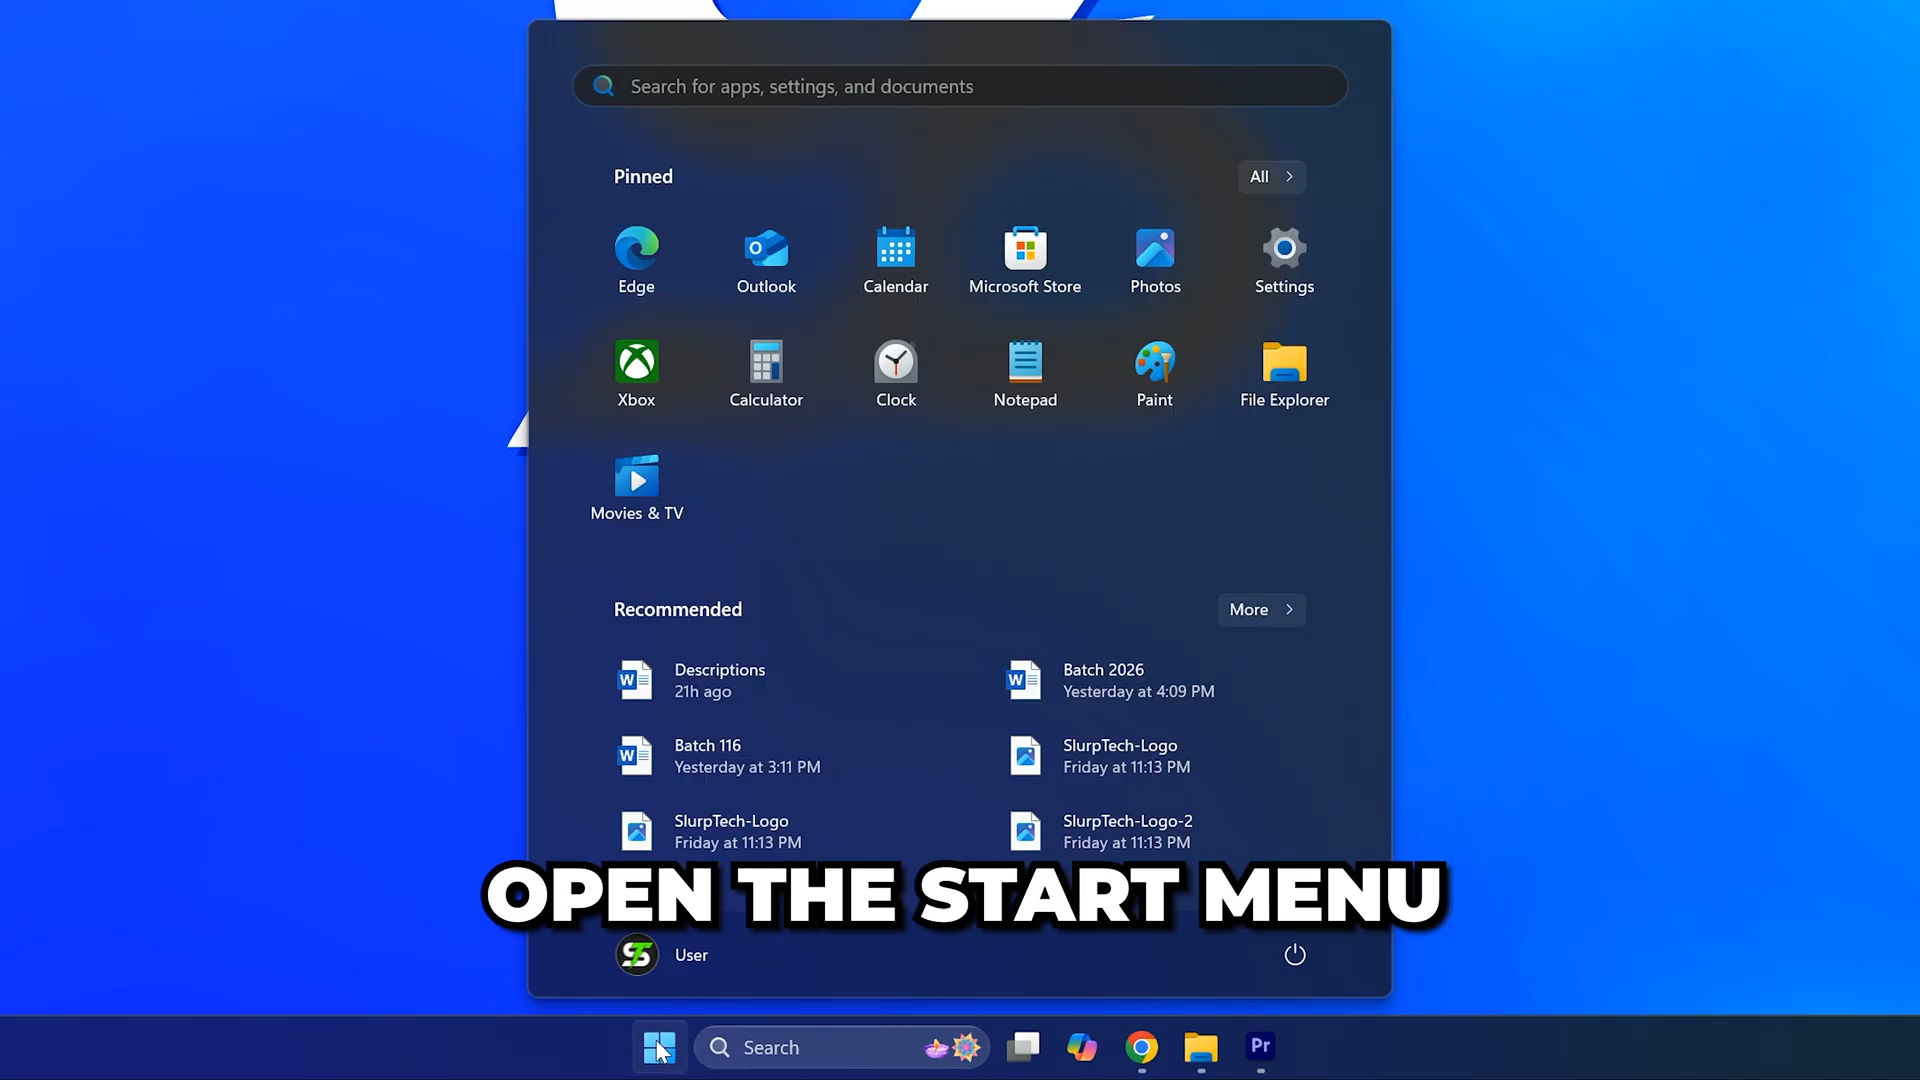 Search for apps, settings, and documents
Pinned
All
Edge
Outlook
Calendar
Microsoft Store
Photos
Settings
Xbox
Calculator
Clock
Notepad
Paint
File Explorer
Movies & TV
Recommended
More
Descriptions
21h ago
Batch 2026
Yesterday at 4:09 PM
Batch 116
Yesterday at 3:11 PM
SlurpTech-Logo
Friday at 11:13 PM
SlurpTech-Logo
Friday at 11:13 PM
SlurpTech-Logo-2
Friday at 11:13 PM
OPEN THE START MENU
User
Search
Pr